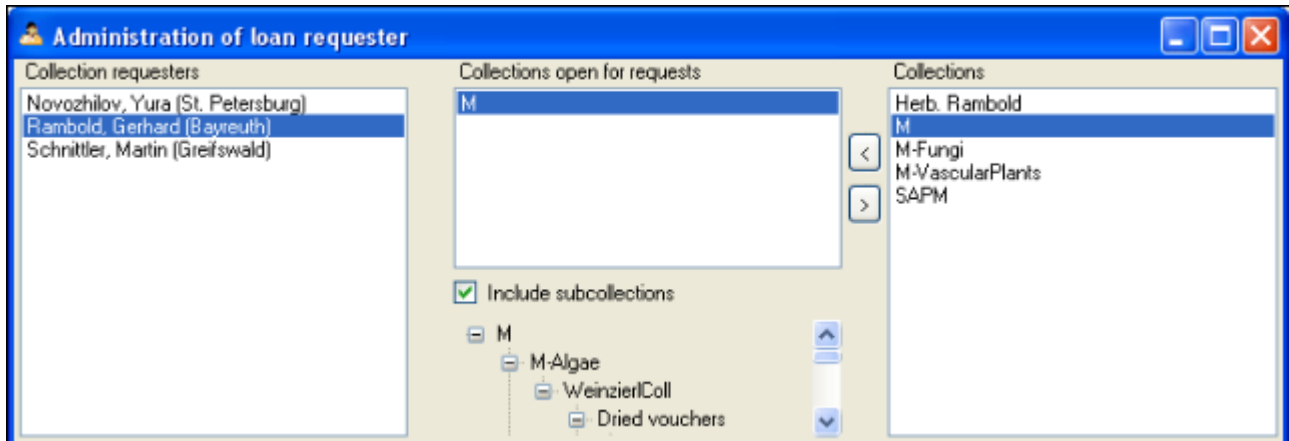 Administration of loan requester
Collection requesters
Novozhilov, Yura (St. Petersburg)
Rambold, Gerhard (Bayreuth)
Schnittler, Martin (Greifswald)
Collections open for requests
M
<
>
Include subcollections
M
M-Algae
WeinzierlColl
Dried vouchers
Collections
Herb. Rambold
M
M-Fungi
M-VascularPlants
SAPM